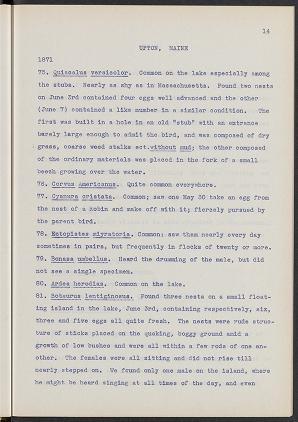 14
UPTON, MAINE
1871
75. Quiscalus versicolor. Common on the lake especially among
the stubs. Nearly as shy as in Massachusetts. Found two nests
on June 3rd contained four eggs well advanced and the other
(June 7) contained a like number in a similar condition. The
first was built in a hole in an old "stub" with an entrance
barely large enough to admit the bird, and was composed of dry
grass, coarse weed stalks ect.without mud; the other composed
of the ordinary materials was placed in the fork of a small
beech growing over the water.
76. Corvus Americanus. Quite common everywhere.
77. Cyanura cristata. Common; saw one May 30 take an egg from
the nest of a Robin and make off with it; fiercely pursued by
the parent bird.
78. Ectopistes migratoria. Common; saw them nearly every day
sometimes in pairs, but frequently in flocks of twenty or more.
79. Bonasa umbellus. Heard the drumming of the male, but did
not see a single specimen.
80. Ardea herodias. Common on the lake.
81. Botaurus lentiginosus. Found three nests on a small float-
ing island in the lake, June 3rd, containing respectively, six,
three and five eggs all quite fresh. The nests were rude struc-
ture of sticks placed on the quaking, boggy ground amid a
growth of low bushes and were all within a few rods of one an-
other. The females were all sitting and did not rise till
nearly stepped on. We found only one male on the island, where
he might be heard singing at all times of the day, and even